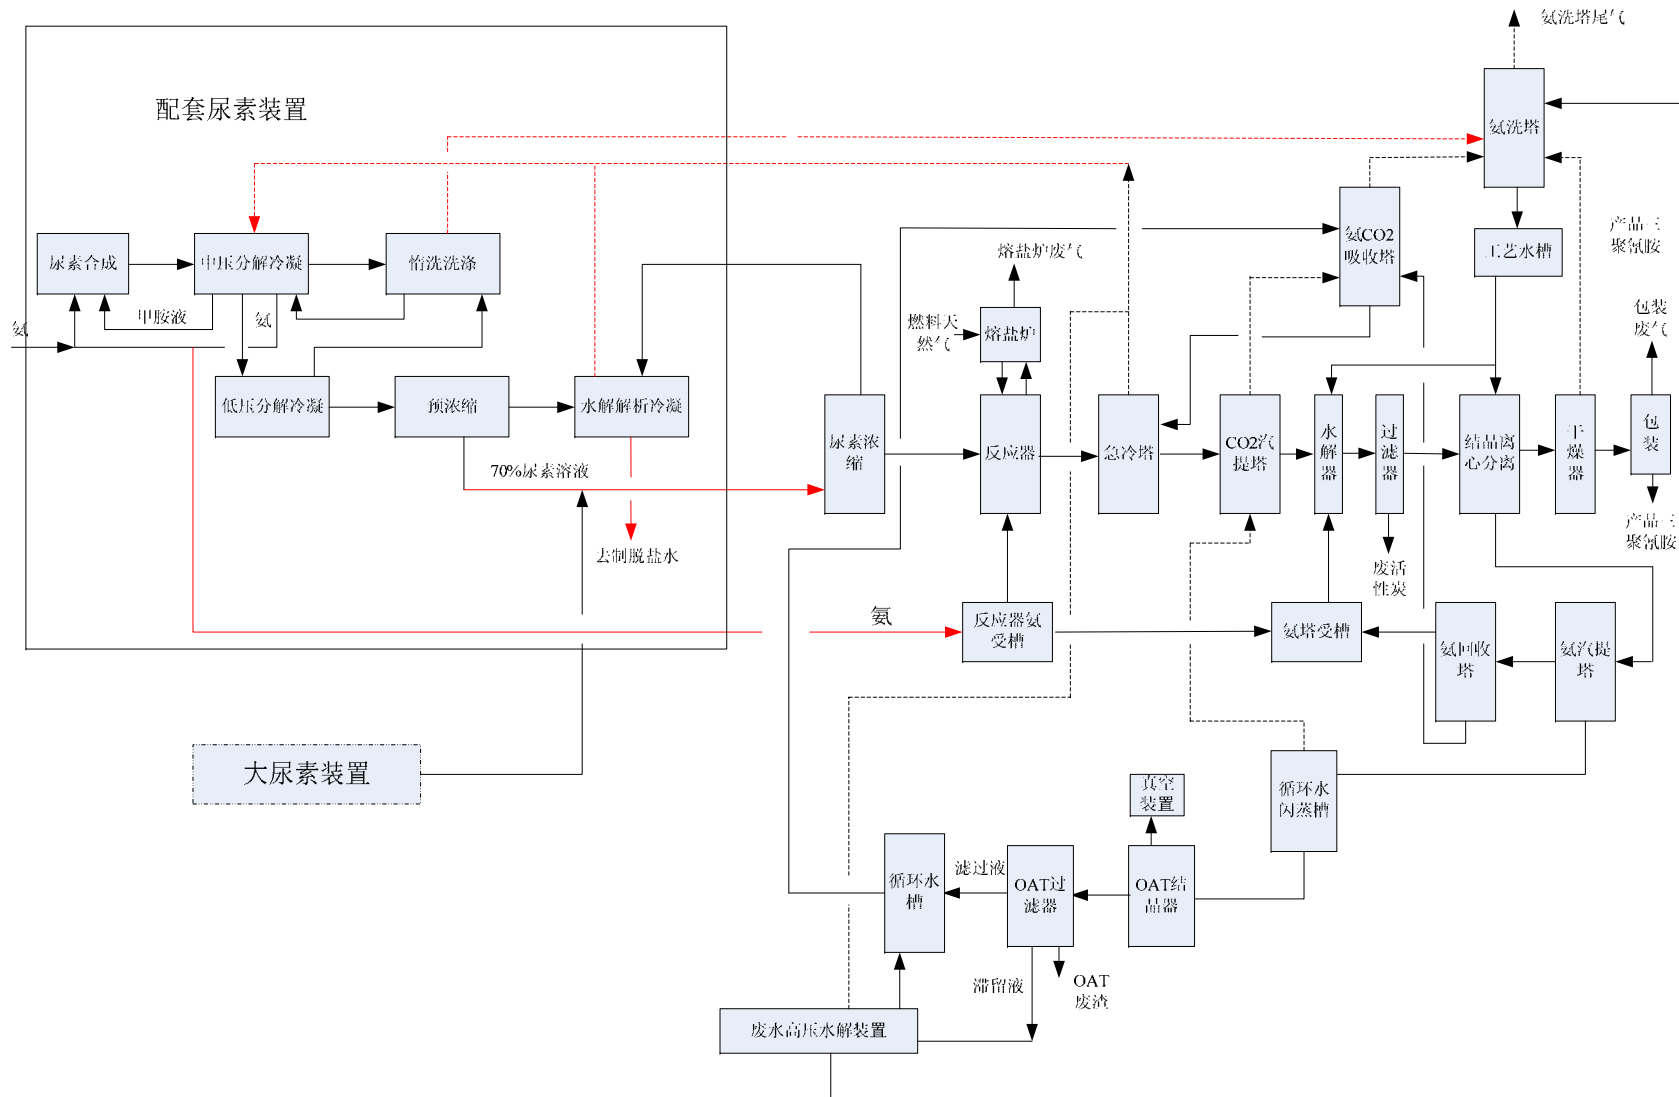 氨洗塔尾气
配套尿素装置
氨洗塔
产品三
聚氰胺
氨CO2
吸收塔
工艺水槽
尿素合成
中压分解冷凝
惰洗洗涤
熔盐炉废气
甲胺液
氨
氨
燃料天
然气
熔盐炉
包装
废气
低压分解冷凝
预浓缩
水解解析冷凝
尿素浓
缩
反应器
急冷塔
CO2汽
提塔
水
解
器
过
滤
器
结晶离
心分离
干
燥
器
包
装
70%尿素溶液
产品三
聚氰胺
去制脱盐水
废活
性炭
氨
反应器氨
受槽
氨塔受槽
氨回收
塔
氨汽提
塔
大尿素装置
真空
装置
循环水
闪蒸槽
滤过液
循环水
槽
OAT过
滤器
OAT结
晶器
滞留液
OAT
废渣
废水高压水解装置